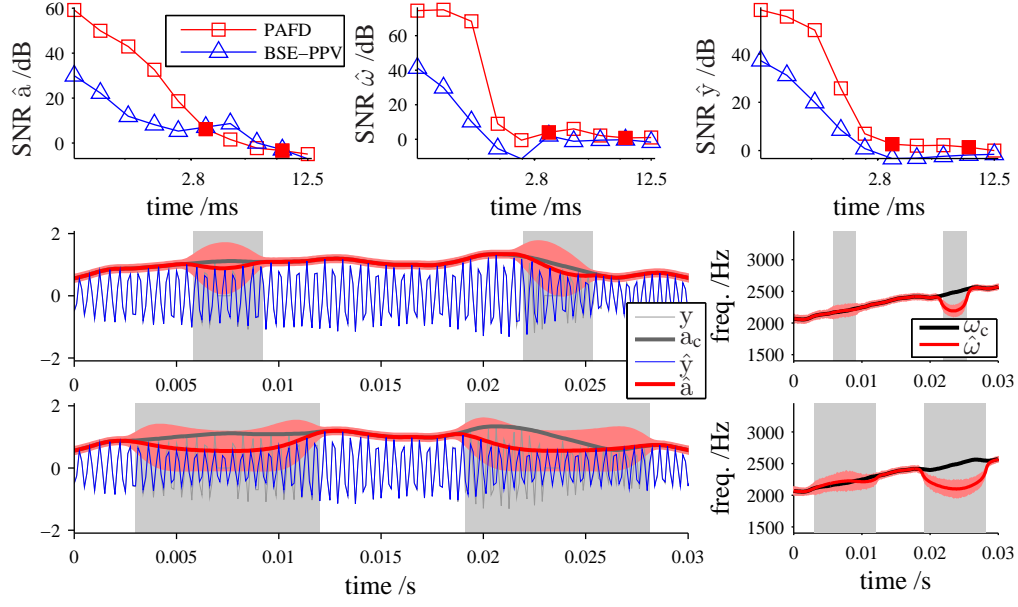 SNR â /dB
60
40
20
0
2.8
12.5
time /ms
PAFD
BSE−PPV
SNR ω̂ /dB
80
60
40
20
0
2.8
12.5
time /ms
SNR ŷ /dB
50
0
2.8
12.5
time /ms
2
0
−2
0
0.005
0.01
0.015
0.02
0.025
0.03
y
a_c
ŷ
â
freq. /Hz
3000
2500
2000
1500
0
0.01
0.02
0.03
ω_c
ω̂
2
0
−2
0
0.005
0.01
0.015
0.02
0.025
0.03
time /s
freq. /Hz
3000
2500
2000
1500
0
0.01
0.02
0.03
time /s